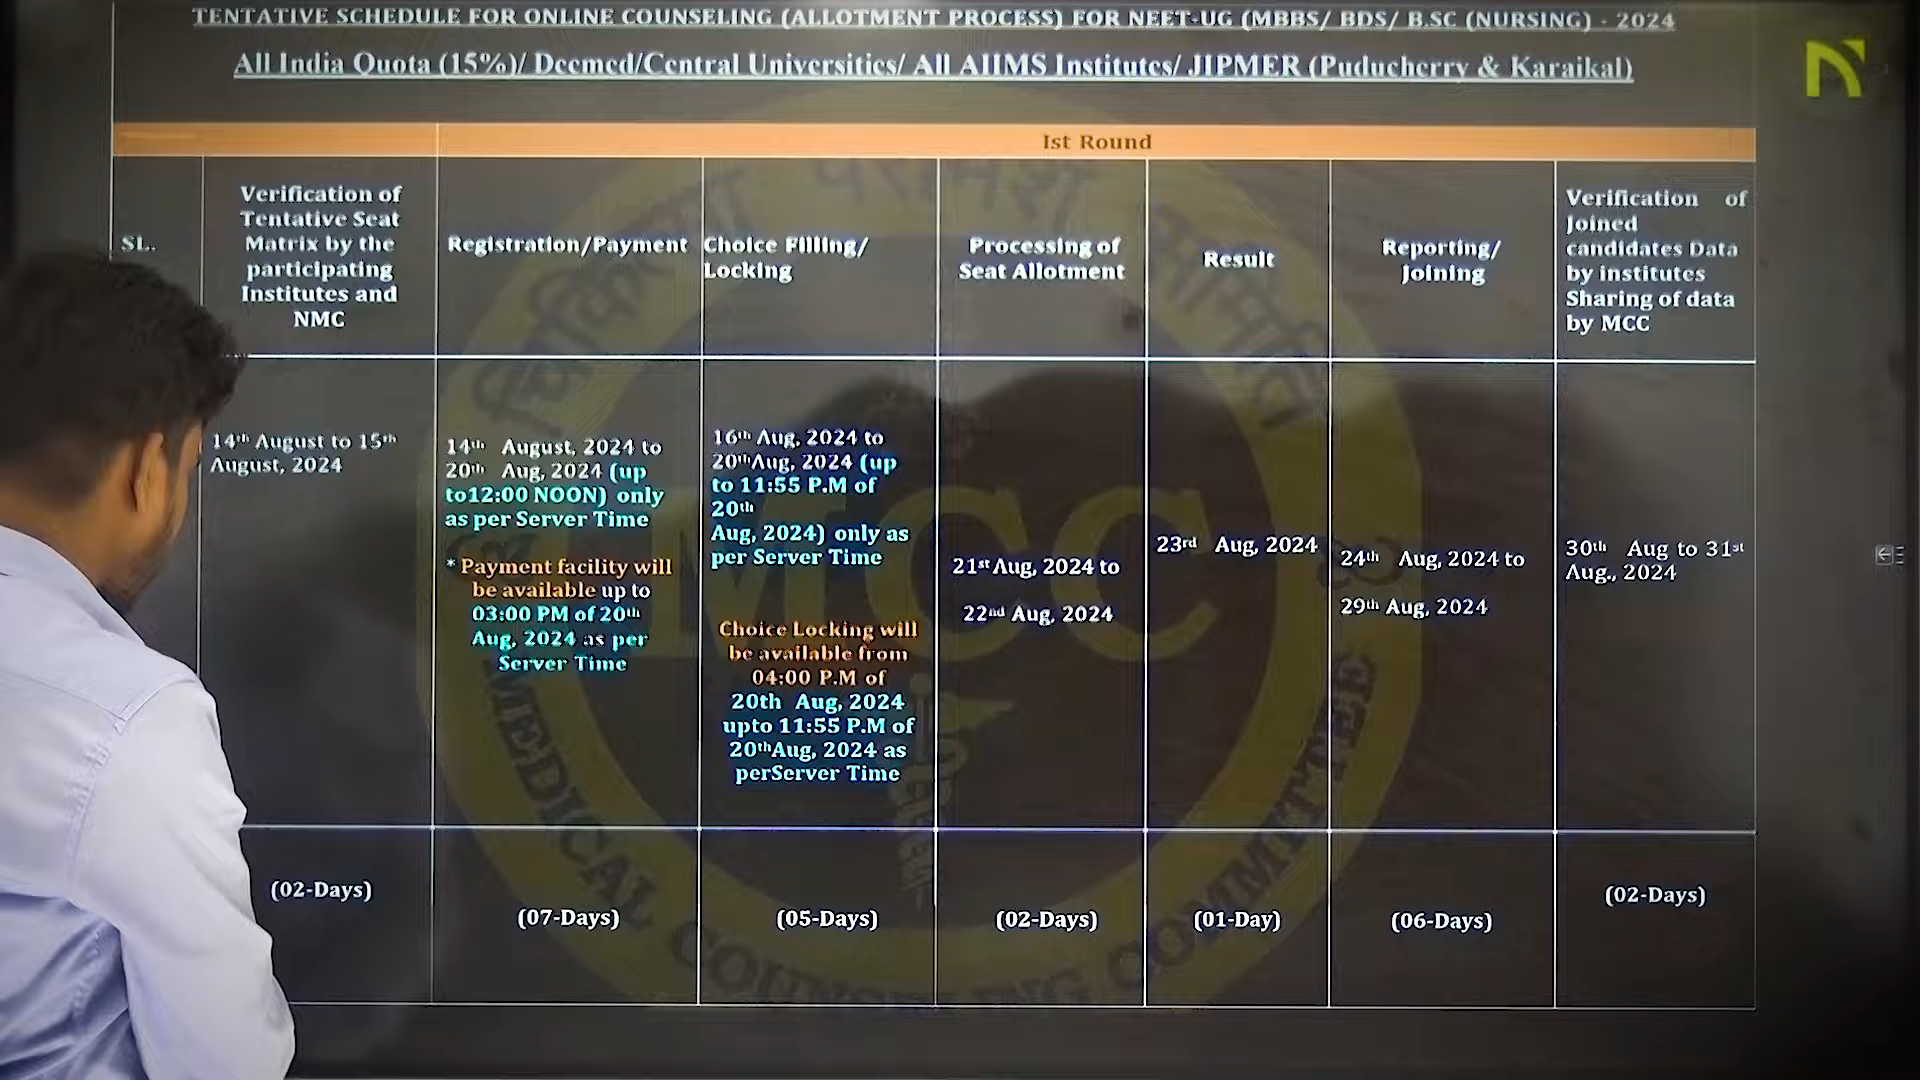 TENTATIVE SCHEDULE FOR ONLINE COUNSELING (ALLOTMENT PROCESS) FOR NEET-UG (MBBS/ BDS/ B.SC (NURSING) - 2024
All India Quota (15%)/ Deemed/Central Universities/ All AIIMS Institutes/ JIPMER (Puducherry & Karaikal)
Ist Round
SL.
Verification of
Tentative Seat
Matrix by the
participating
Institutes and
NMC
Registration/Payment
Choice Filling/
Locking
Processing of
Seat Allotment
Result
Reporting/
Joining
Verification of
Joined
candidates Data
by institutes
Sharing of data
by MCC
14th August to 15th
August, 2024
14th August, 2024 to
20th Aug, 2024 (up
to12:00 NOON) only
as per Server Time
* Payment facility will
be available up to
03:00 PM of 20th
Aug, 2024 as per
Server Time
16th Aug, 2024 to
20thAug, 2024 (up
to 11:55 P.M of
20th
Aug, 2024) only as
per Server Time
Choice Locking will
be available from
04:00 P.M of
20th Aug, 2024
upto 11:55 P.M of
20thAug, 2024 as
perServer Time
21st Aug, 2024 to
22nd Aug, 2024
23rd Aug, 2024
24th Aug, 2024 to
29th Aug, 2024
30th Aug to 31st
Aug., 2024
(02-Days)
(07-Days)
(05-Days)
(02-Days)
(01-Day)
(06-Days)
(02-Days)
MCC
MEDICAL COUNSELING COMMITTEE